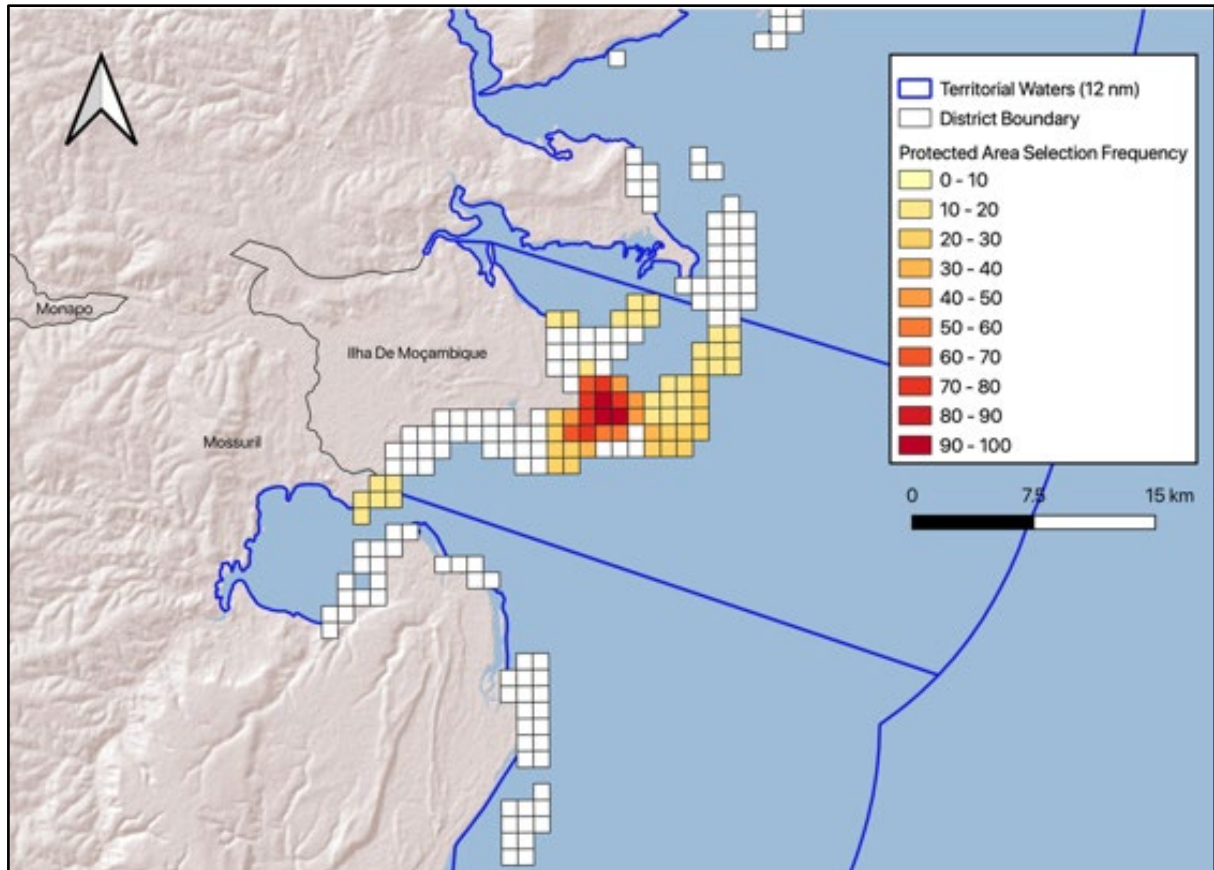 Territorial Waters (12 nm)
District Boundary
Protected Area Selection Frequency
0 - 10
10 - 20
20 - 30
30 - 40
40 - 50
50 - 60
60 - 70
70 - 80
80 - 90
90 - 100
0 7.5 15 km
Monapo
Ilha De Moçambique
Mossuril